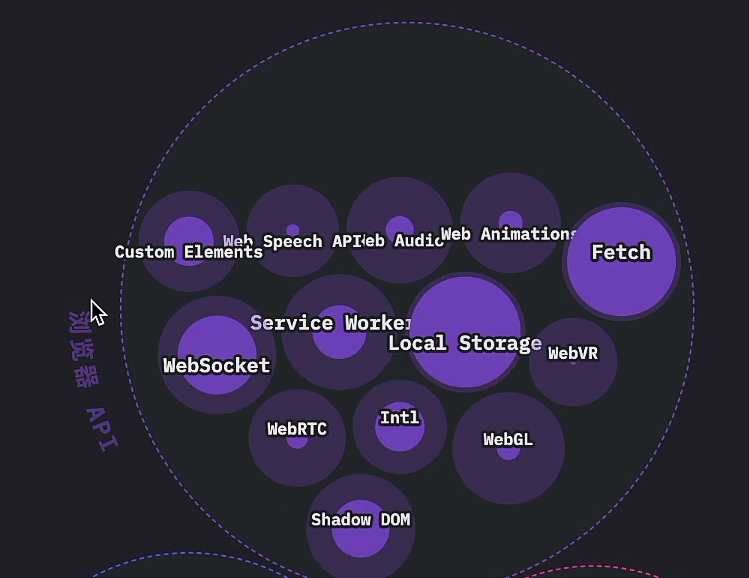 Custom Elements
Web Speech API
Web Audio
Web Animations
Fetch
Service Worker
Local Storage
WebSocket
WebVR
WebRTC
Intl
WebGL
Shadow DOM
浏览器 API